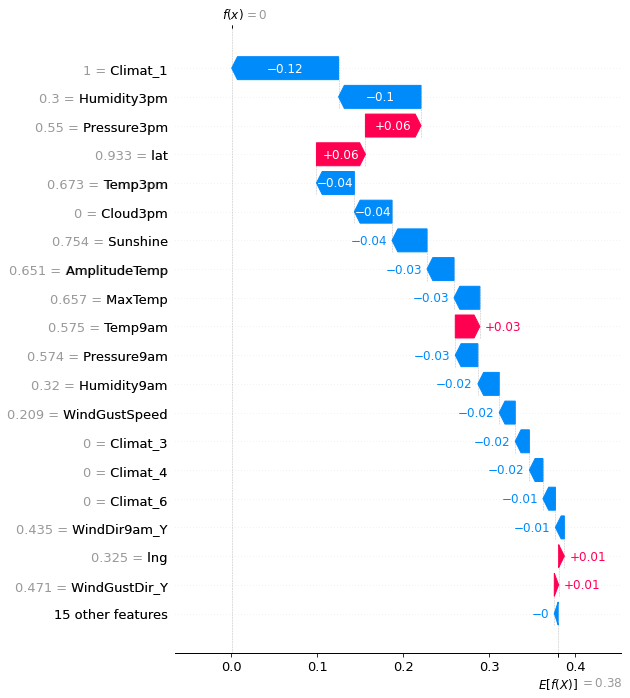 f(x) = 0
1 = Climat_1 −0.12
0.3 = Humidity3pm −0.1
0.55 = Pressure3pm +0.06
0.933 = lat +0.06
0.673 = Temp3pm −0.04
0 = Cloud3pm −0.04
0.754 = Sunshine −0.04
0.651 = AmplitudeTemp −0.03
0.657 = MaxTemp −0.03
0.575 = Temp9am +0.03
0.574 = Pressure9am −0.03
0.32 = Humidity9am −0.02
0.209 = WindGustSpeed −0.02
0 = Climat_3 −0.02
0 = Climat_4 −0.02
0 = Climat_6 −0.01
0.435 = WindDir9am_Y −0.01
0.325 = lng +0.01
0.471 = WindGustDir_Y +0.01
15 other features −0
0.0 0.1 0.2 0.3 0.4
E[f(X)] = 0.38